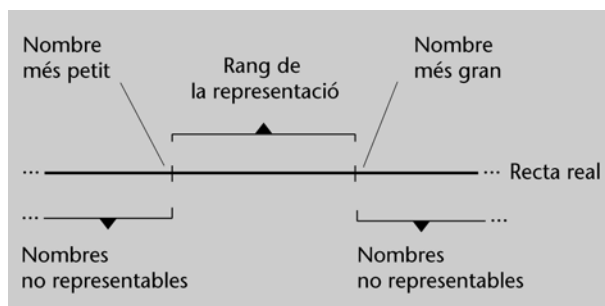 Nombre
més petit
Rang de
la representació
Nombre
més gran
... ... Recta real
... ...
Nombres
no representables
Nombres
no representables